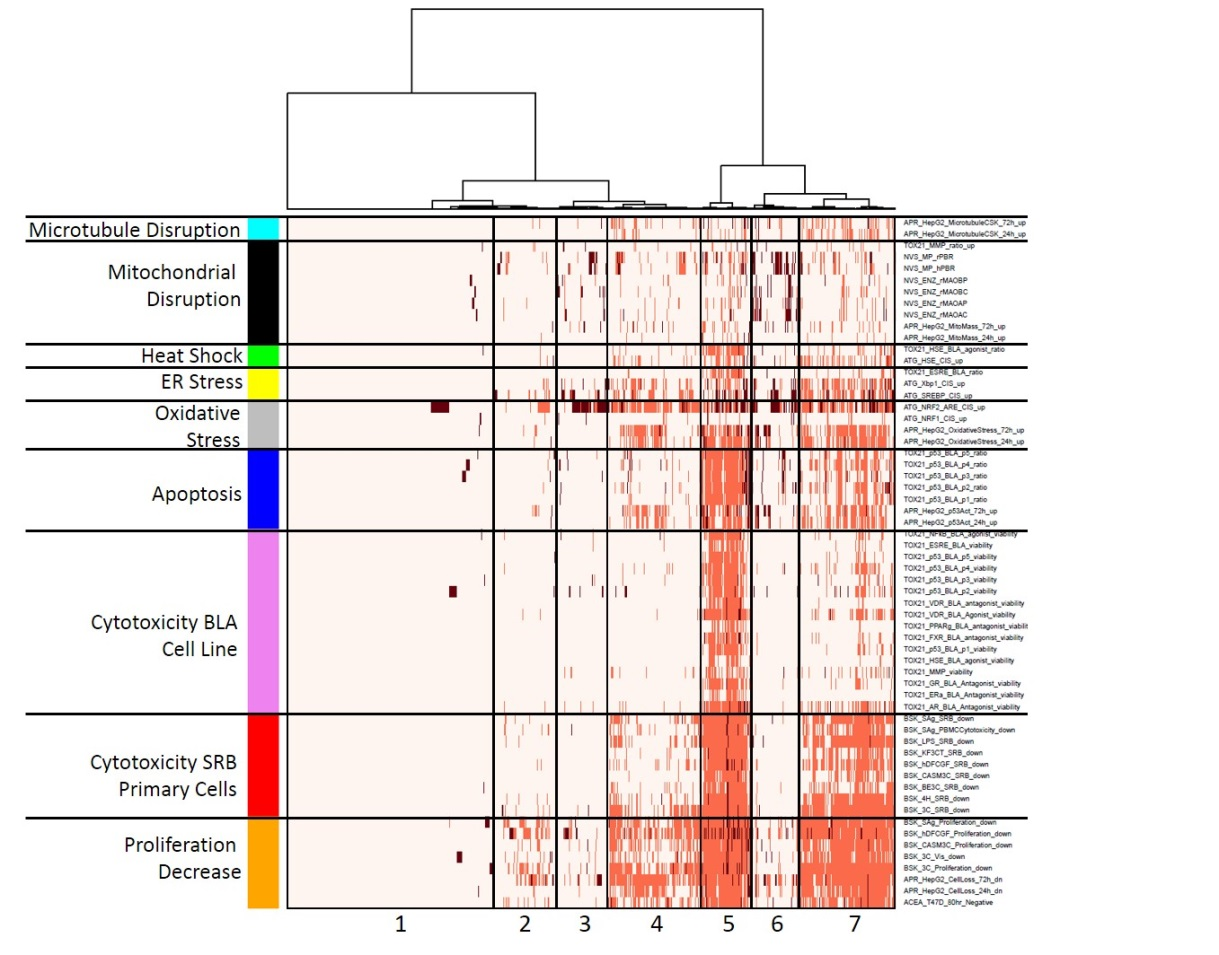 Microtubule Disruption
Mitochondrial
Disruption
Heat Shock
ER Stress
Oxidative
Stress
Apoptosis
Cytotoxicity BLA
Cell Line
Cytotoxicity SRB
Primary Cells
Proliferation
Decrease
APR_HepG2_MicrotubuleCSK_72h_up
APR_HepG2_MicrotubuleCSK_24h_up
TOX21_MMP_ratio_up
NVS_MP_rPBR
NVS_MP_hPBR
NVS_ENZ_rMAOBP
NVS_ENZ_rMAOBC
NVS_ENZ_rMAOAP
NVS_ENZ_rMAOAC
APR_HepG2_MitoMass_72h_up
APR_HepG2_MitoMass_24h_up
TOX21_HSE_BLA_agonist_ratio
ATG_HSE_CIS_up
TOX21_ESRE_BLA_ratio
ATG_Xbp1_CIS_up
ATG_SREBP_CIS_up
ATG_NRF2_ARE_CIS_up
ATG_NRF1_CIS_up
APR_HepG2_OxidativeStress_72h_up
APR_HepG2_OxidativeStress_24h_up
TOX21_p53_BLA_p5_ratio
TOX21_p53_BLA_p4_ratio
TOX21_p53_BLA_p3_ratio
TOX21_p53_BLA_p2_ratio
TOX21_p53_BLA_p1_ratio
APR_HepG2_p53Act_72h_up
APR_HepG2_p53Act_24h_up
TOX21_NFkB_BLA_agonist_viability
TOX21_ESRE_BLA_viability
TOX21_p53_BLA_p5_viability
TOX21_p53_BLA_p4_viability
TOX21_p53_BLA_p3_viability
TOX21_p53_BLA_p2_viability
TOX21_VDR_BLA_antagonist_viability
TOX21_VDR_BLA_Agonist_viability
TOX21_PPARg_BLA_antagonist_viabilit
TOX21_FXR_BLA_antagonist_viability
TOX21_p53_BLA_p1_viability
TOX21_HSE_BLA_agonist_viability
TOX21_MMP_viability
TOX21_GR_BLA_Antagonist_viability
TOX21_ERa_BLA_Antagonist_viability
TOX21_AR_BLA_Antagonist_viability
BSK_SAg_SRB_down
BSK_SAg_PBMCCytotoxicity_down
BSK_LPS_SRB_down
BSK_KF3CT_SRB_down
BSK_hDFCGF_SRB_down
BSK_CASM3C_SRB_down
BSK_BE3C_SRB_down
BSK_4H_SRB_down
BSK_3C_SRB_down
BSK_SAg_Proliferation_down
BSK_hDFCGF_Proliferation_down
BSK_CASM3C_Proliferation_down
BSK_3C_Vis_down
BSK_3C_Proliferation_down
APR_HepG2_CellLoss_72h_dn
APR_HepG2_CellLoss_24h_dn
ACEA_T47D_80hr_Negative
1 2 3 4 5 6 7